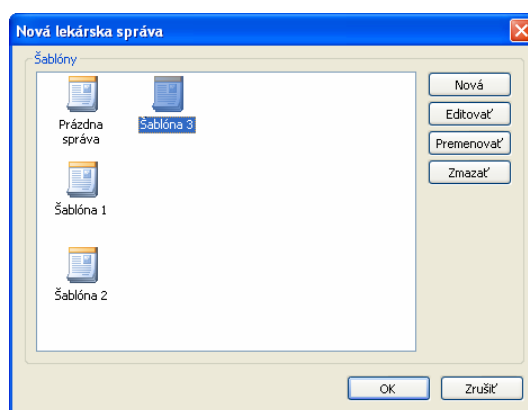 Nová lekárska správa
Šablóny
Prázdna
správa
Šablóna 3
Šablóna 1
Šablóna 2
Nová
Editovať
Premenovať
Zmazať
OK
Zrušiť